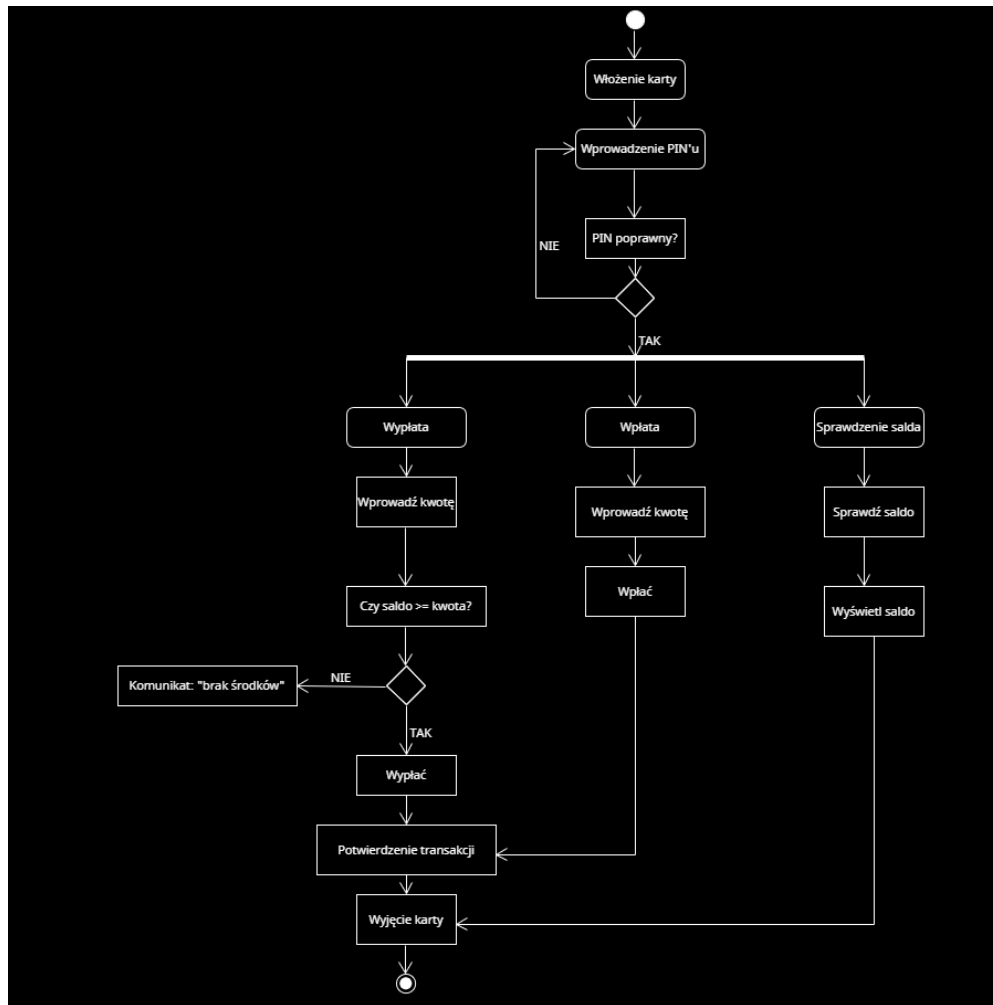 Włożenie karty
Wprowadzenie PIN'u
PIN poprawny?
NIE
TAK
Wypłata
Wpłata
Sprawdzenie salda
Wprowadź kwotę
Wprowadź kwotę
Sprawdź saldo
Czy saldo >= kwota?
Wpłać
Wyświetl saldo
Komunikat: "brak środków"
NIE
TAK
Wypłać
Potwierdzenie transakcji
Wyjęcie karty